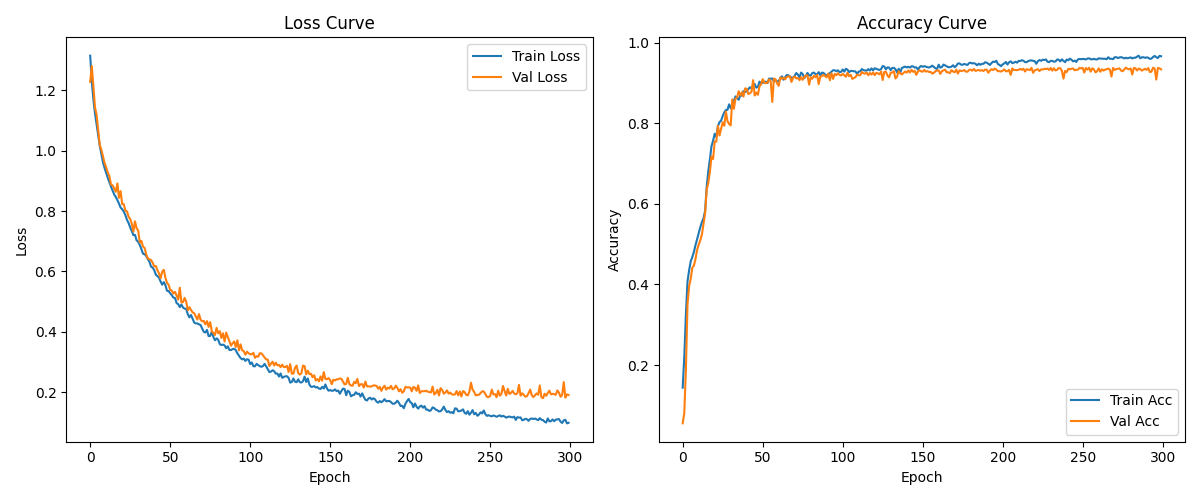 Loss Curve
Train Loss
Val Loss
1.2
1.0
0.8
0.6
0.4
0.2
Loss
0 50 100 150 200 250 300
Epoch
Accuracy Curve
1.0
0.8
0.6
0.4
0.2
Accuracy
Train Acc
Val Acc
0 50 100 150 200 250 300
Epoch